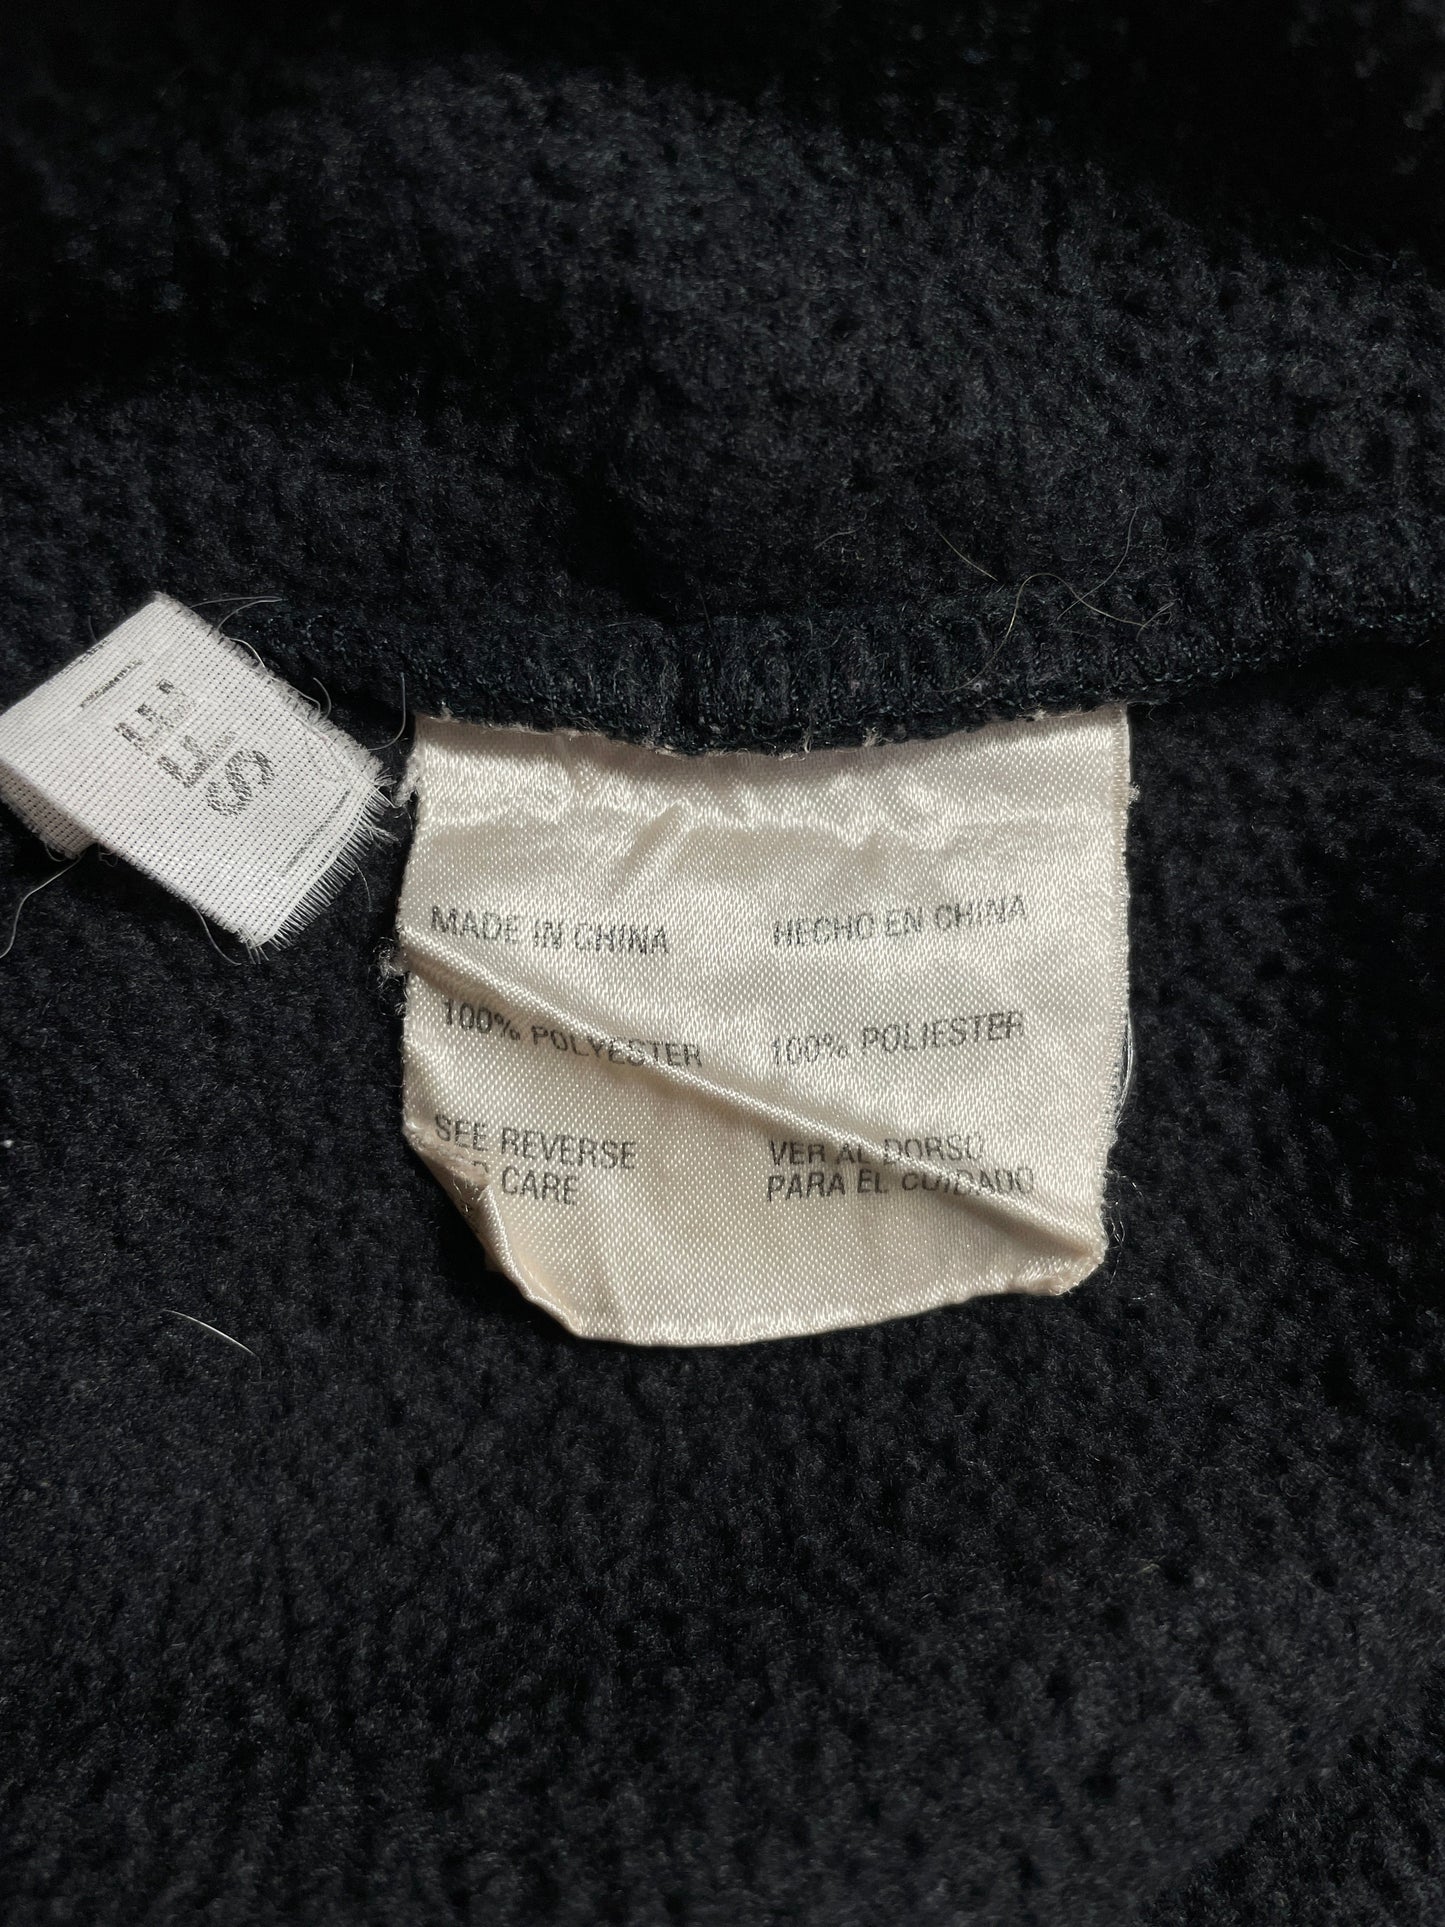 MADE IN CHINA
100% POLYESTER
SEE REVERSE
CARE
HECHO EN CHINA
100% POLIESTER
VER AL DORSO
PARA EL CUIDADO